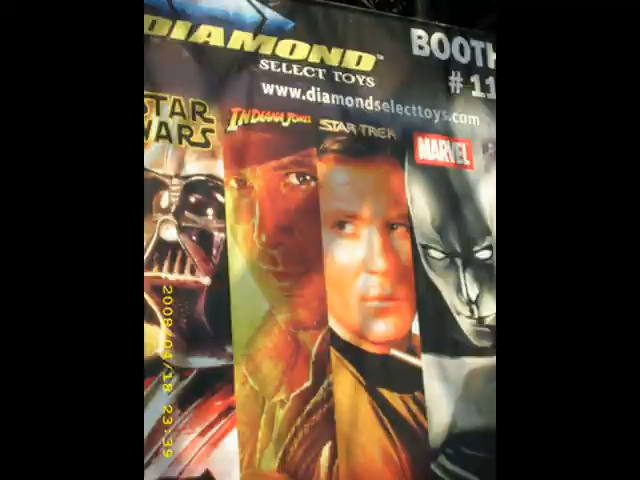 DIAMOND
SELECT TOYS
www.diamondselecttoys.com
BOOTH
# 11
STAR
WARS
INDIANA JONES
STAR TREK
MARVEL
2008/04/18 23:39